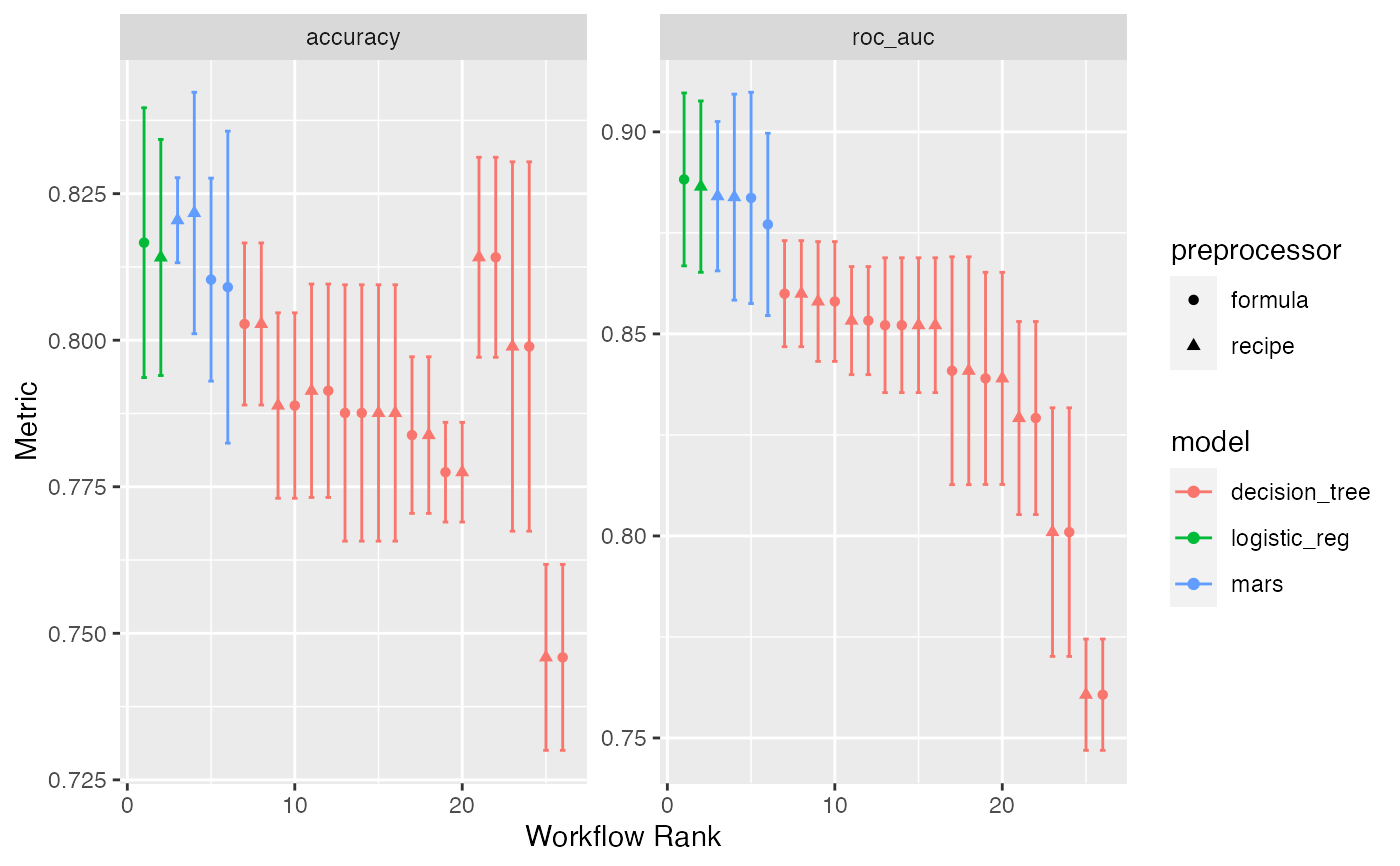 accuracy
roc_auc
Metric
0.825
0.800
0.775
0.750
0.725
0
10
20
0.90
0.85
0.80
0.75
0
10
20
Workflow Rank
preprocessor
formula
recipe
model
decision_tree
logistic_reg
mars